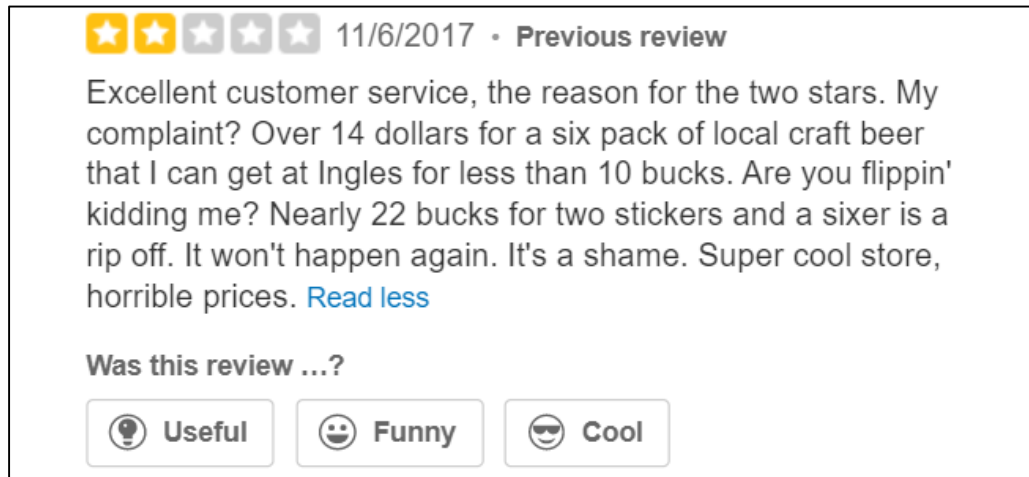 11/6/2017 • Previous review
Excellent customer service, the reason for the two stars. My
complaint? Over 14 dollars for a six pack of local craft beer
that I can get at Ingles for less than 10 bucks. Are you flippin'
kidding me? Nearly 22 bucks for two stickers and a sixer is a
rip off. It won't happen again. It's a shame. Super cool store,
horrible prices. Read less
Was this review …?
Useful Funny Cool